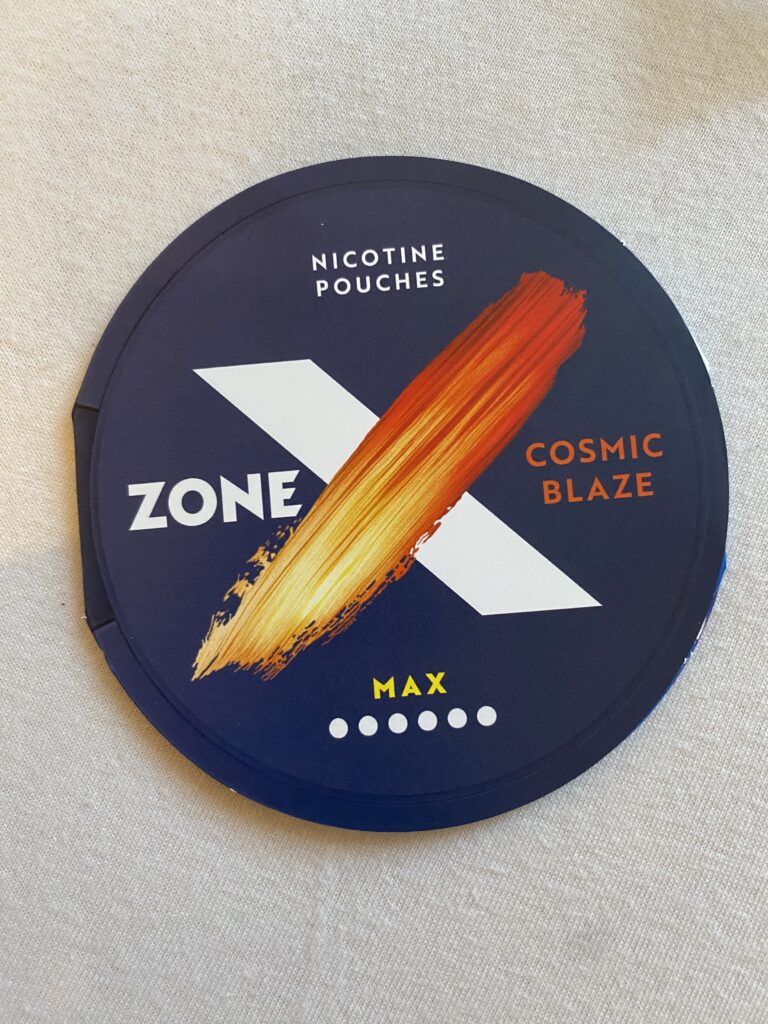 NICOTINE
POUCHES
ZONE X
COSMIC
BLAZE
MAX